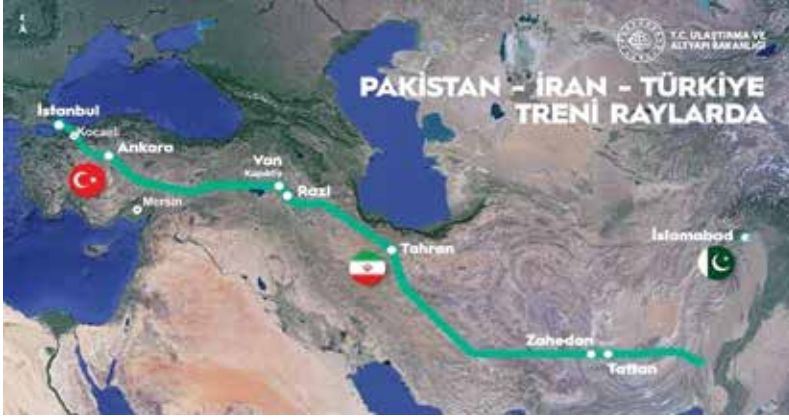 T.C. ULAŞTIRMA VE
ALTYAPI BAKANLIĞI
PAKİSTAN - İRAN - TÜRKİYE
TRENİ RAYLARDA
İstanbul
Kocaeli
Ankara
Van
Kapıköy
Razi
Mersin
Tahran
İslamabad
Zahedan
Taftan